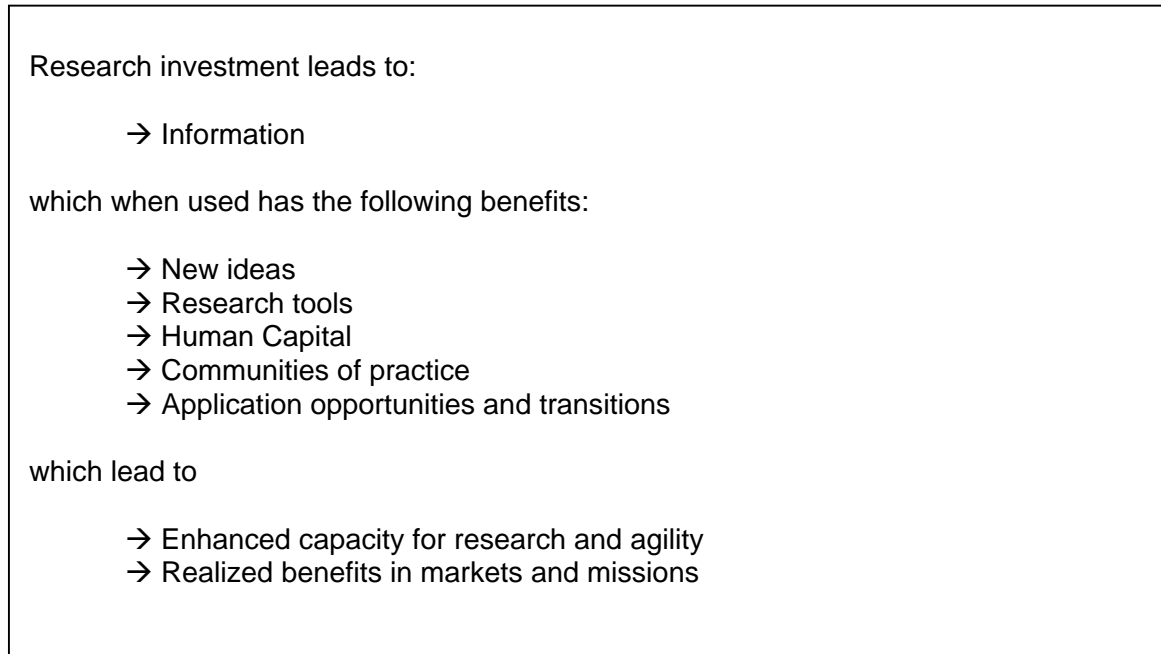 Research investment leads to:
→ Information
which when used has the following benefits:
→ New ideas
→ Research tools
→ Human Capital
→ Communities of practice
→ Application opportunities and transitions
which lead to
→ Enhanced capacity for research and agility
→ Realized benefits in markets and missions